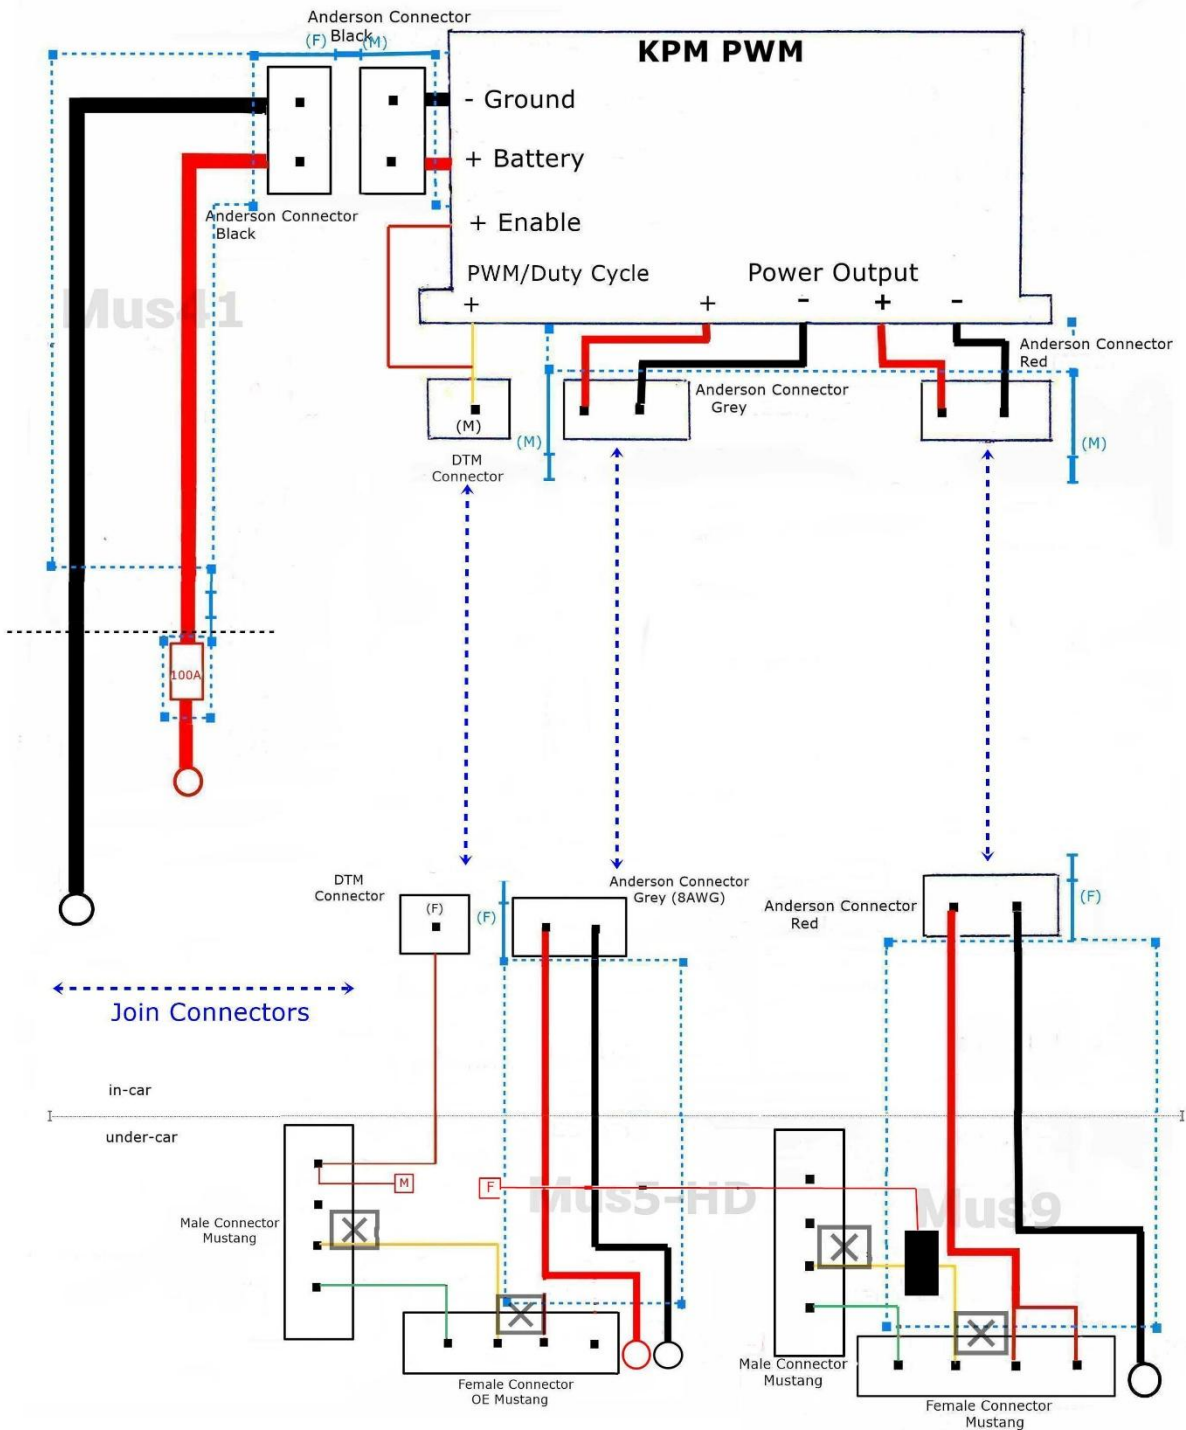 Anderson Connector
Black
(F)
(M)
KPM PWM
- Ground
+ Battery
Anderson Connector
Black
+ Enable
PWM/Duty Cycle
Power Output
+
+
-
+
-
Mus41
Anderson Connector
Red
Anderson Connector
Grey
(M)
(M)
(M)
DTM
Connector
100A
DTM
Connector
(F)
(F)
Anderson Connector
Grey (8AWG)
Anderson Connector
Red
(F)
Join Connectors
in-car
under-car
M
F
Mus5-HD
Mus9
Male Connector
Mustang
Female Connector
OE Mustang
Male Connector
Mustang
Female Connector
Mustang